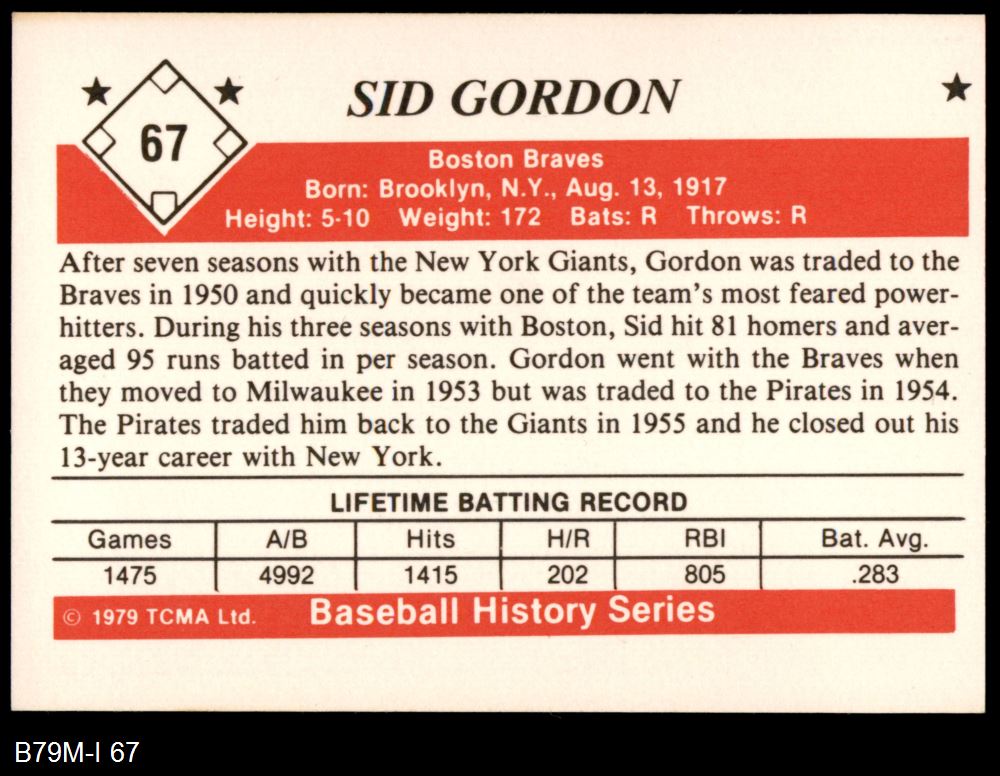 67
SID GORDON
Boston Braves
Born: Brooklyn, N.Y., Aug. 13, 1917
Height: 5-10 Weight: 172 Bats: R Throws: R
After seven seasons with the New York Giants, Gordon was traded to the
Braves in 1950 and quickly became one of the team's most feared power-
hitters. During his three seasons with Boston, Sid hit 81 homers and aver-
aged 95 runs batted in per season. Gordon went with the Braves when
they moved to Milwaukee in 1953 but was traded to the Pirates in 1954.
The Pirates traded him back to the Giants in 1955 and he closed out his
13-year career with New York.
LIFETIME BATTING RECORD
Games A/B Hits H/R RBI Bat. Avg.
1475 4992 1415 202 805 .283
© 1979 TCMA Ltd. Baseball History Series
B79M-I 67